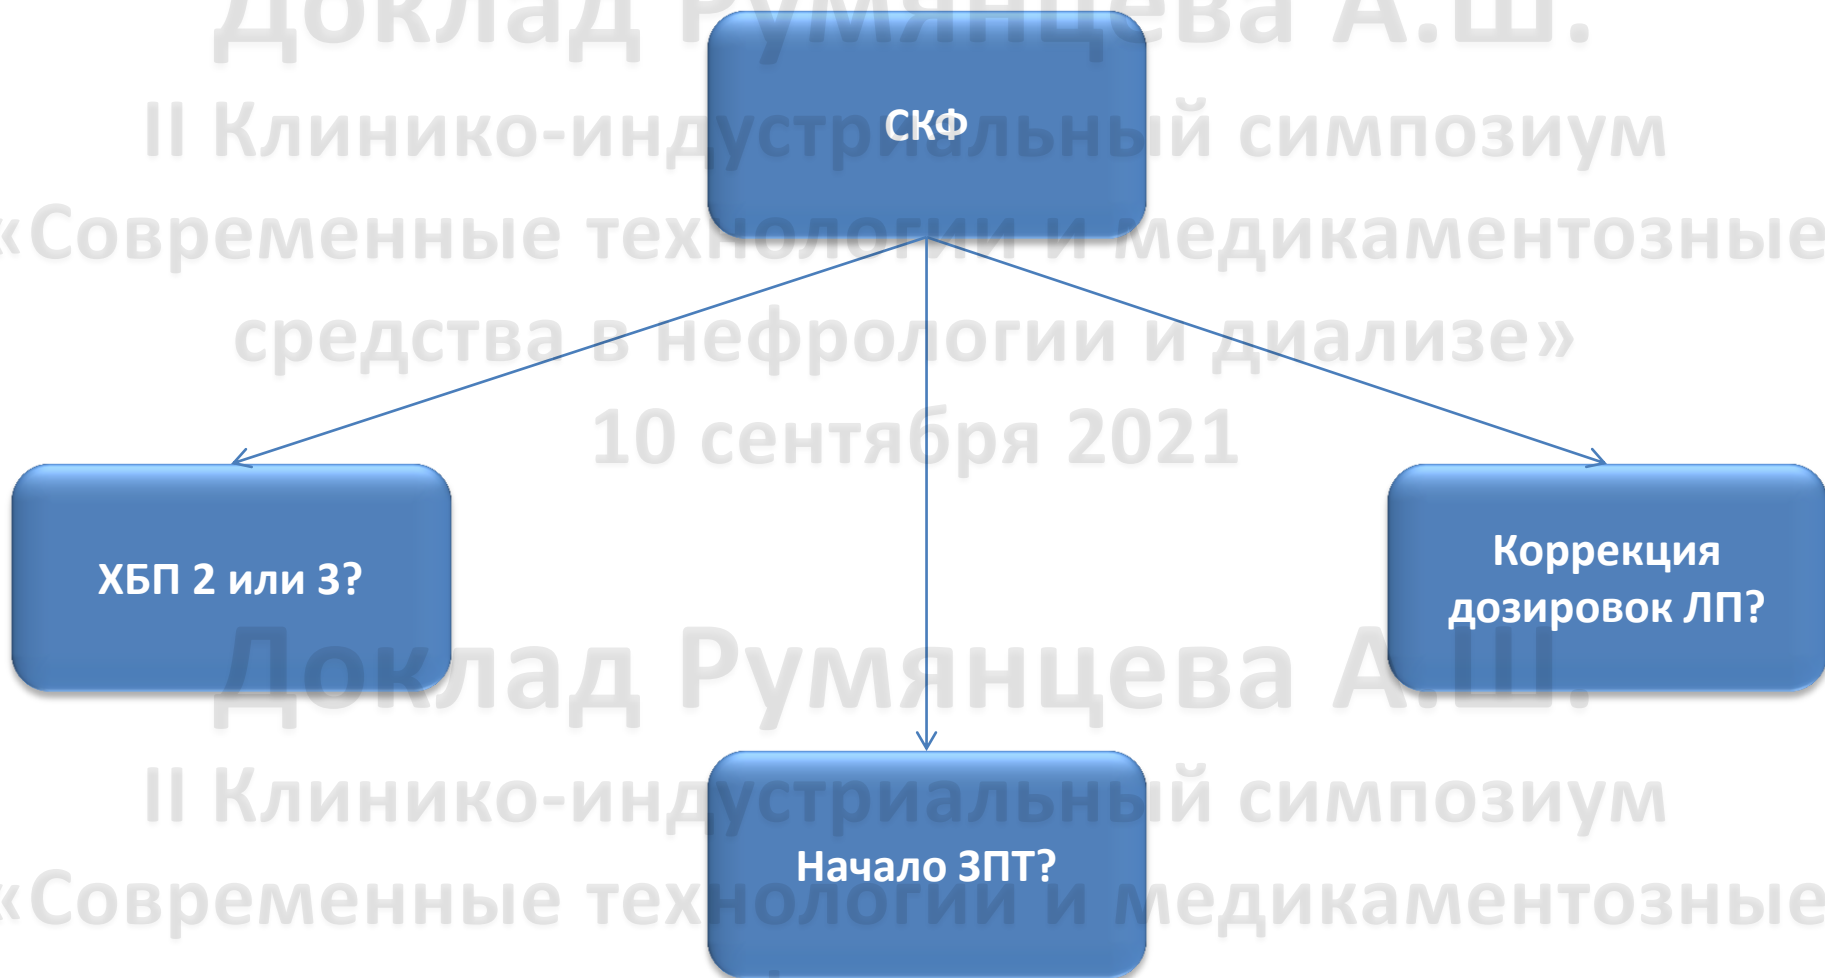 Доклад Румянцева А.Ш.
СКФ
II Клинико-индустриальный симпозиум
«Современные технологии и медикаментозные
средства в нефрологии и диализе»
10 сентября 2021
ХБП 2 или 3?
Коррекция
дозировок ЛП?
Доклад Румянцева А.Ш.
II Клинико-индустриальный симпозиум
Начало ЗПТ?
«Современные технологии и медикаментозные